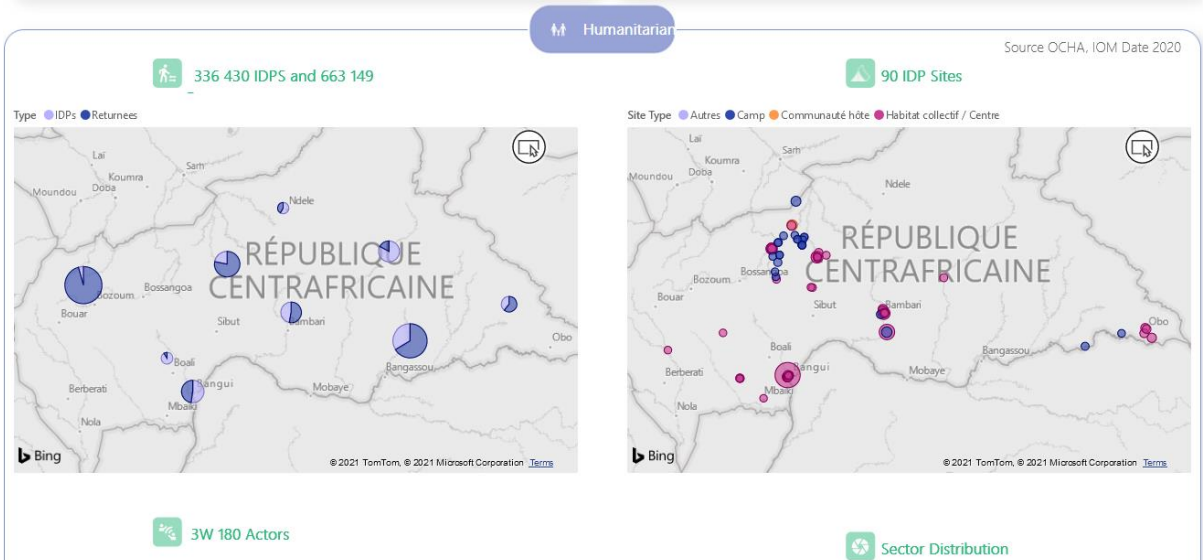 Humanitarian
Source OCHA, IOM Date 2020
336 430 IDPS and 663 149
90 IDP Sites
Type IDPs Returnees
Site Type Autres Camp Communauté hôte Habitat collectif / Centre
Laï
Sarh
Koumra
Moundou
Doba
Ndele
RÉPUBLIQUE
CENTRAFRICAINE
Bozoum
Bossangoa
Bouar
Sibut
Bambari
Obo
Boali
Bangassou
Berberati
Bangui
Mobaye
Mbaiki
Nola
Bing
© 2021 TomTom, © 2021 Microsoft Corporation Terms
Laï
Sarh
Koumra
Moundou
Doba
Ndele
RÉPUBLIQUE
CENTRAFRICAINE
Bozoum
Bossangoa
Bouar
Sibut
Bambari
Obo
Boali
Bangassou
Berberati
Bangui
Mobaye
Mbaiki
Nola
Bing
© 2021 TomTom, © 2021 Microsoft Corporation Terms
3W 180 Actors
Sector Distribution